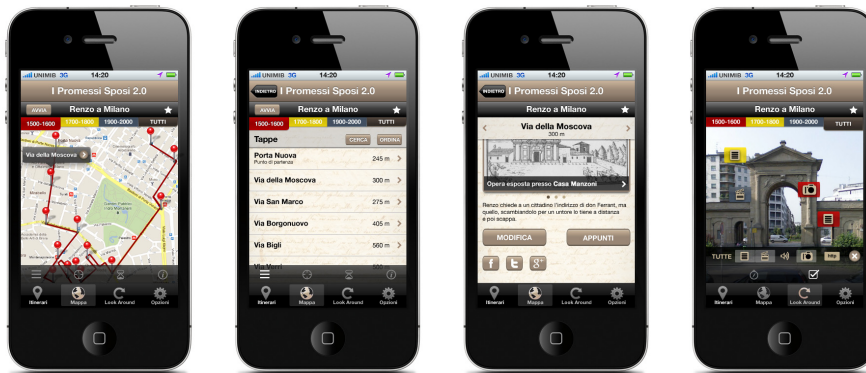 UNIMIB 3G 14:20
I Promessi Sposi 2.0
AVVIA Renzo a Milano
1500-1600 1700-1800 1900-2000 TUTTI
Via della Moscova
Itinerari Mappa Look Around Opzioni
UNIMIB 3G 14:20
INDIETRO I Promessi Sposi 2.0
AVVIA Renzo a Milano
1500-1600 1700-1800 1900-2000 TUTTI
Tappe CERCA ORDINA
Porta Nuova 245 m
Punto di partenza
Via della Moscova 300 m
Via San Marco 275 m
Via Borgonuovo 405 m
Via Bigli 560 m
Itinerari Mappa Look Around Opzioni
UNIMIB 3G 14:20
INDIETRO I Promessi Sposi 2.0
Renzo a Milano
Via della Moscova
300 m
Opera esposta presso Casa Manzoni
Renzo chiede a un cittadino l'indirizzo di don Ferrant, ma
quello, scambiandolo per un untore lo tiene a distanza
e poi scappa.
MODIFICA APPUNTI
Itinerari Mappa Look Around Opzioni
UNIMIB 3G 14:20
I Promessi Sposi 2.0
Renzo a Milano
1500-1600 1700-1800 1900-2000 TUTTI
TUTTE http
Itinerari Mappa Look Around Opzioni